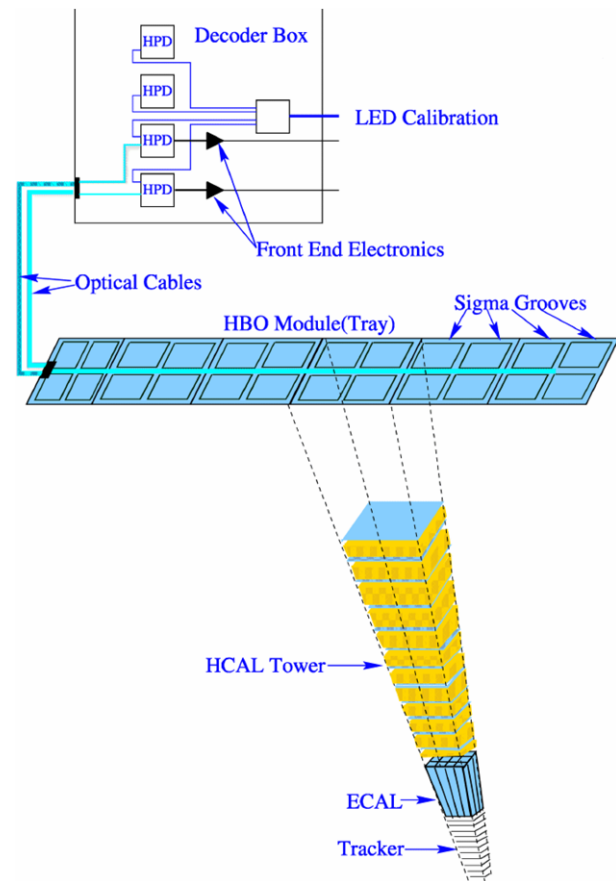 HPD
Decoder Box
HPD
LED Calibration
HPD
HPD
Front End Electronics
Optical Cables
Sigma Grooves
HBO Module(Tray)
HCAL Tower
ECAL
Tracker